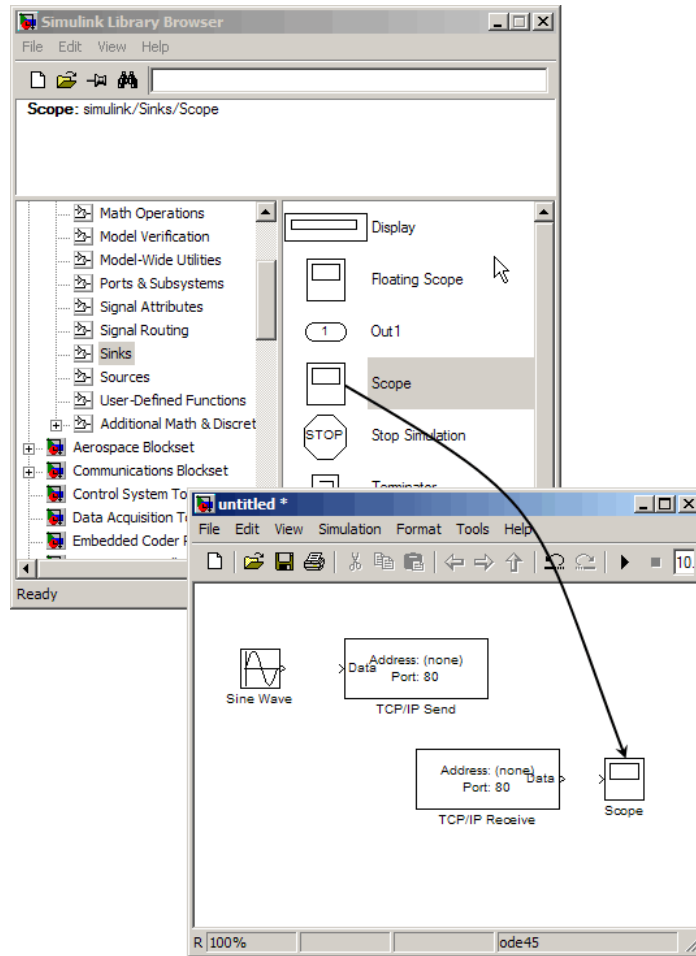 Simulink Library Browser
File Edit View Help
Scope: simulink/Sinks/Scope
Math Operations
Model Verification
Model-Wide Utilities
Ports & Subsystems
Signal Attributes
Signal Routing
Sinks
Sources
User-Defined Functions
Additional Math & Discret
Aerospace Blockset
Communications Blockset
Control System To
Data Acquisition T
Embedded Coder
Ready
Display
Floating Scope
1
Out1
Scope
STOP
Stop Simulation
Terminator
untitled *
File Edit View Simulation Format Tools Help
10.
Sine Wave
Data
Address: (none)
Port: 80
TCP/IP Send
Address: (none)
Port: 80
Data
TCP/IP Receive
Scope
R 100% ode45